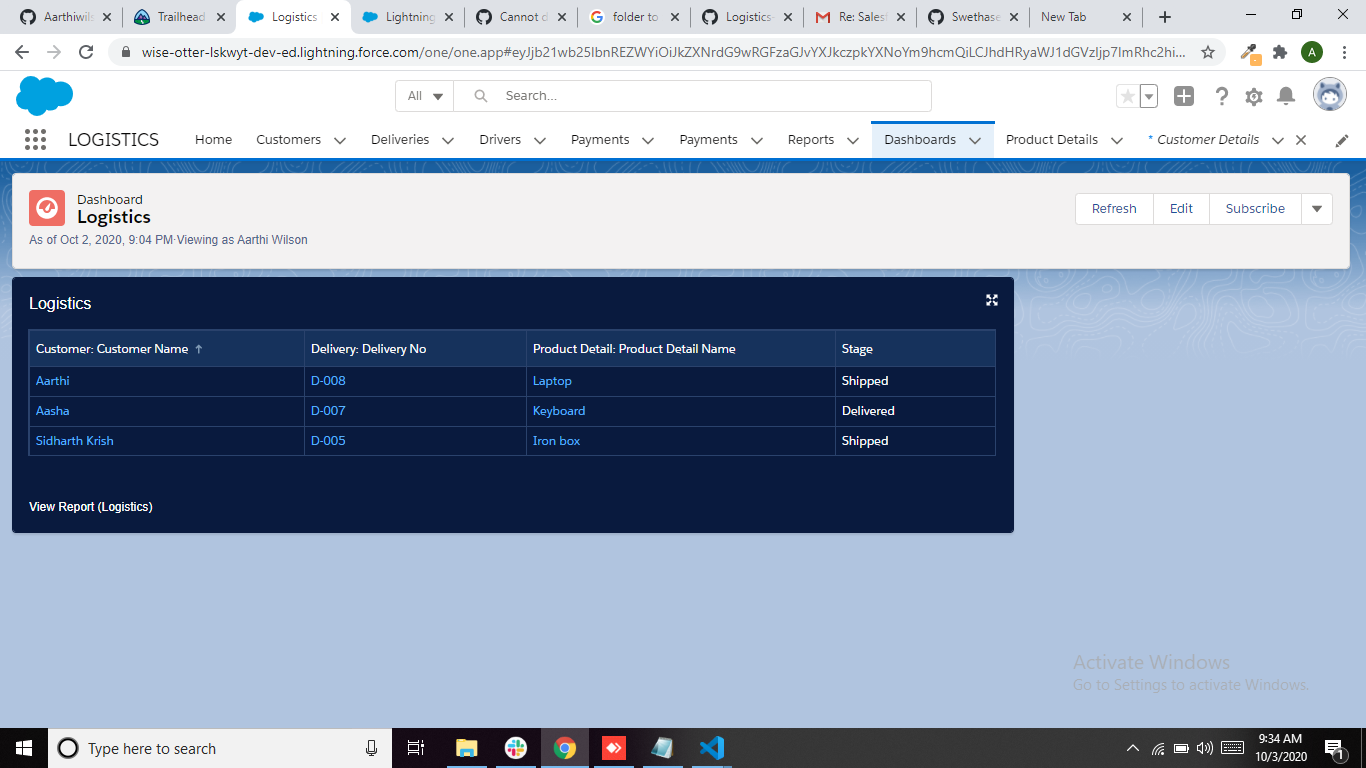 Aarthiwils
Trailhead
Logistics
Lightning
Cannot d
folder to
Logistics-
Re: Salesf
Swethase
New Tab
wise-otter-lskwyt-dev-ed.lightning.force.com/one/one.app#eyJjb21wb25lbnREZWYiOiJkZXNrdG9wRGFzaGJvYXJkczpkYXNoYm9hcmQiLCJhdHRyaWJ1dGVzIjp7InJlY29yZElkIjoiMDFa...
A
All
Search...
LOGISTICS
Home
Customers
Deliveries
Drivers
Payments
Payments
Reports
Dashboards
Product Details
* Customer Details
Dashboard
Logistics
As of Oct 2, 2020, 9:04 PM·Viewing as Aarthi Wilson
Refresh
Edit
Subscribe
Logistics
Customer: Customer Name Delivery: Delivery No Product Detail: Product Detail Name Stage
Aarthi D-008 Laptop Shipped
Aasha D-007 Keyboard Delivered
Sidharth Krish D-005 Iron box Shipped
View Report (Logistics)
Activate Windows
Go to Settings to activate Windows.
Type here to search
9:34 AM
10/3/2020
1